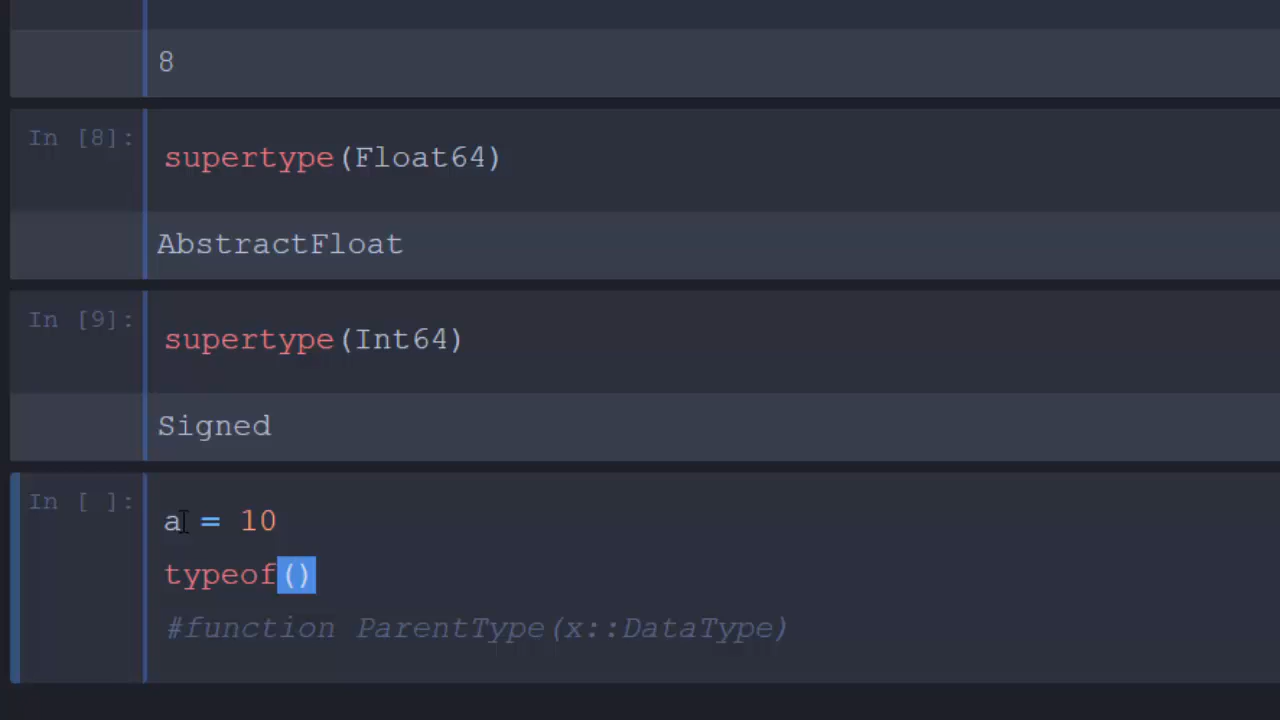 8
In [8]:
supertype(Float64)
AbstractFloat
In [9]:
supertype(Int64)
Signed
In [ ]:
a = 10
typeof()
#function ParentType(x::DataType)